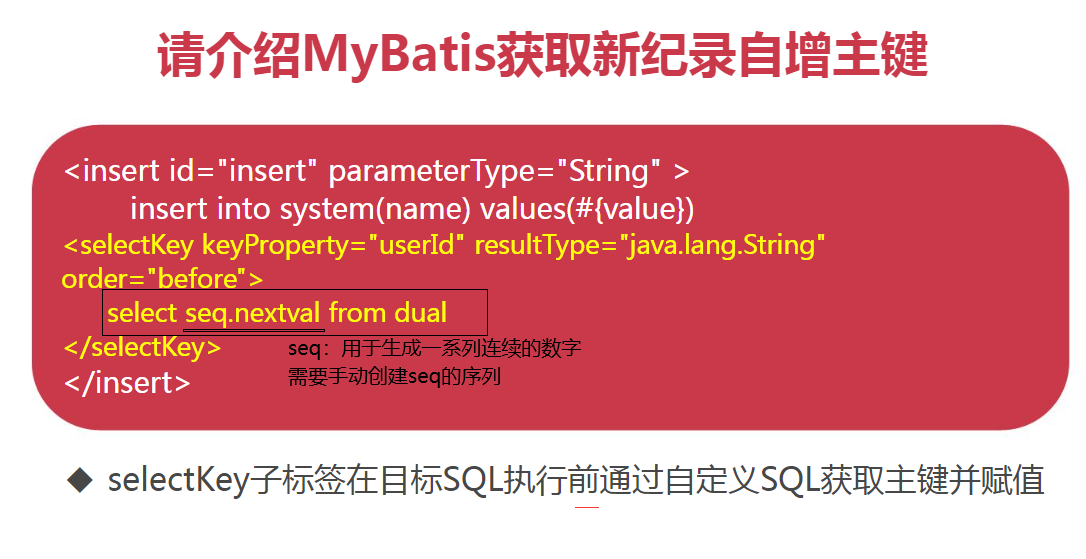 请介绍MyBatis获取新纪录自增主键
<insert id="insert" parameterType="String" >
insert into system(name) values(#{value})
<selectKey keyProperty="userId" resultType="java.lang.String"
order="before">
select seq.nextval from dual
</selectKey>
seq：用于生成一系列连续的数字
需要手动创建seq的序列
</insert>
◆ selectKey子标签在目标SQL执行前通过自定义SQL获取主键并赋值